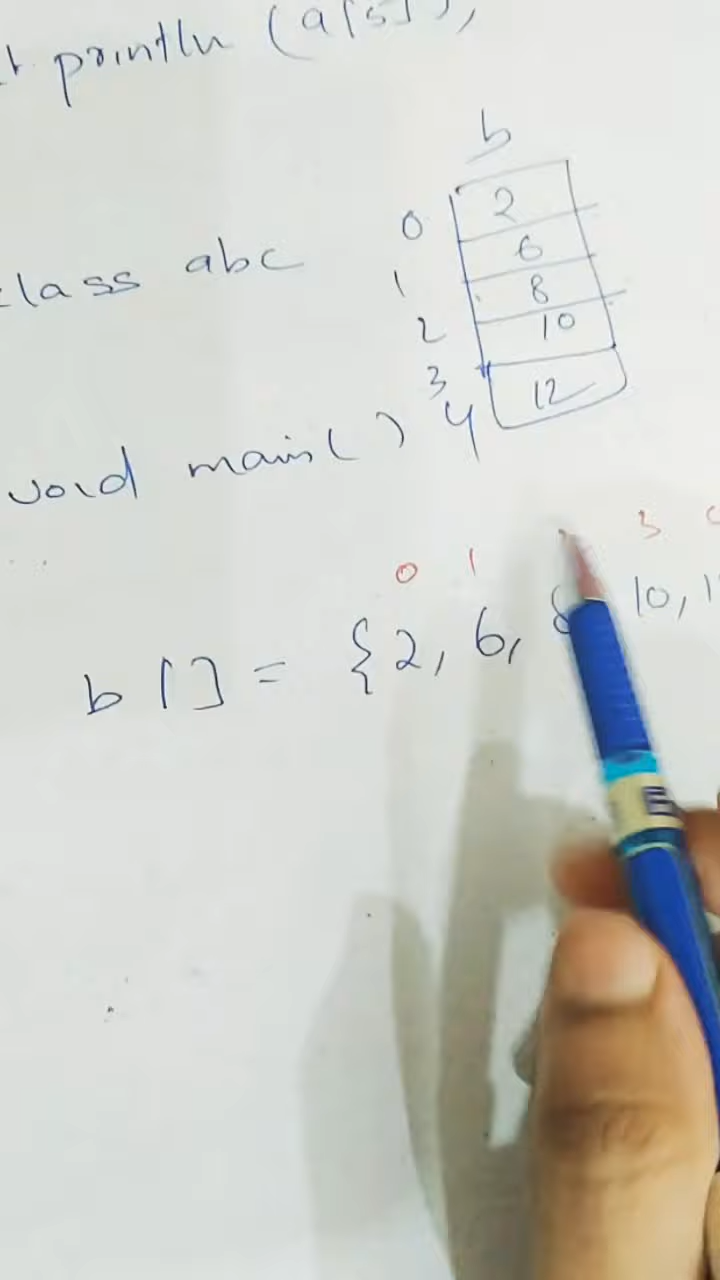 println (a[5]),
b
0 2
class abc 6
1 8
2 10
3 12
void main() 4
0 1 3
b[] = {2, 6, 8 10,